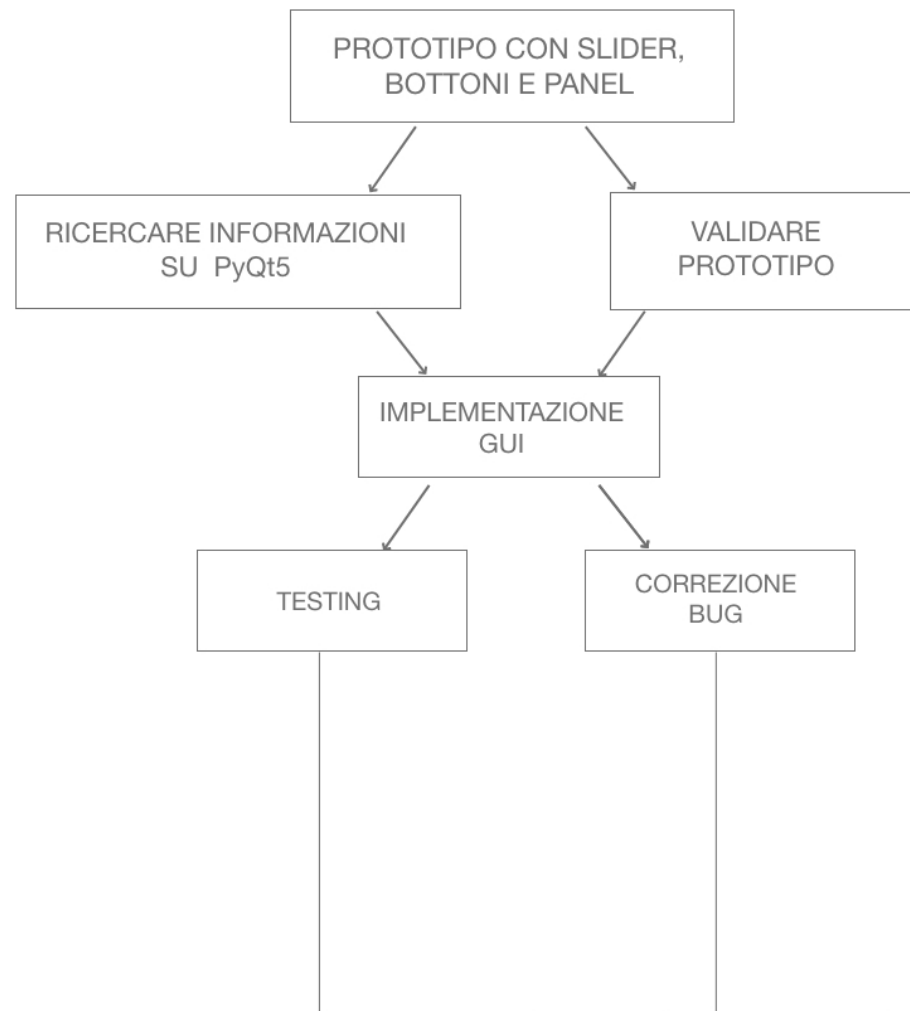 PROTOTIPO CON SLIDER,
BOTTONI E PANEL
RICERCARE INFORMAZIONI
SU PyQt5
VALIDARE
PROTOTIPO
IMPLEMENTAZIONE
GUI
TESTING
CORREZIONE
BUG